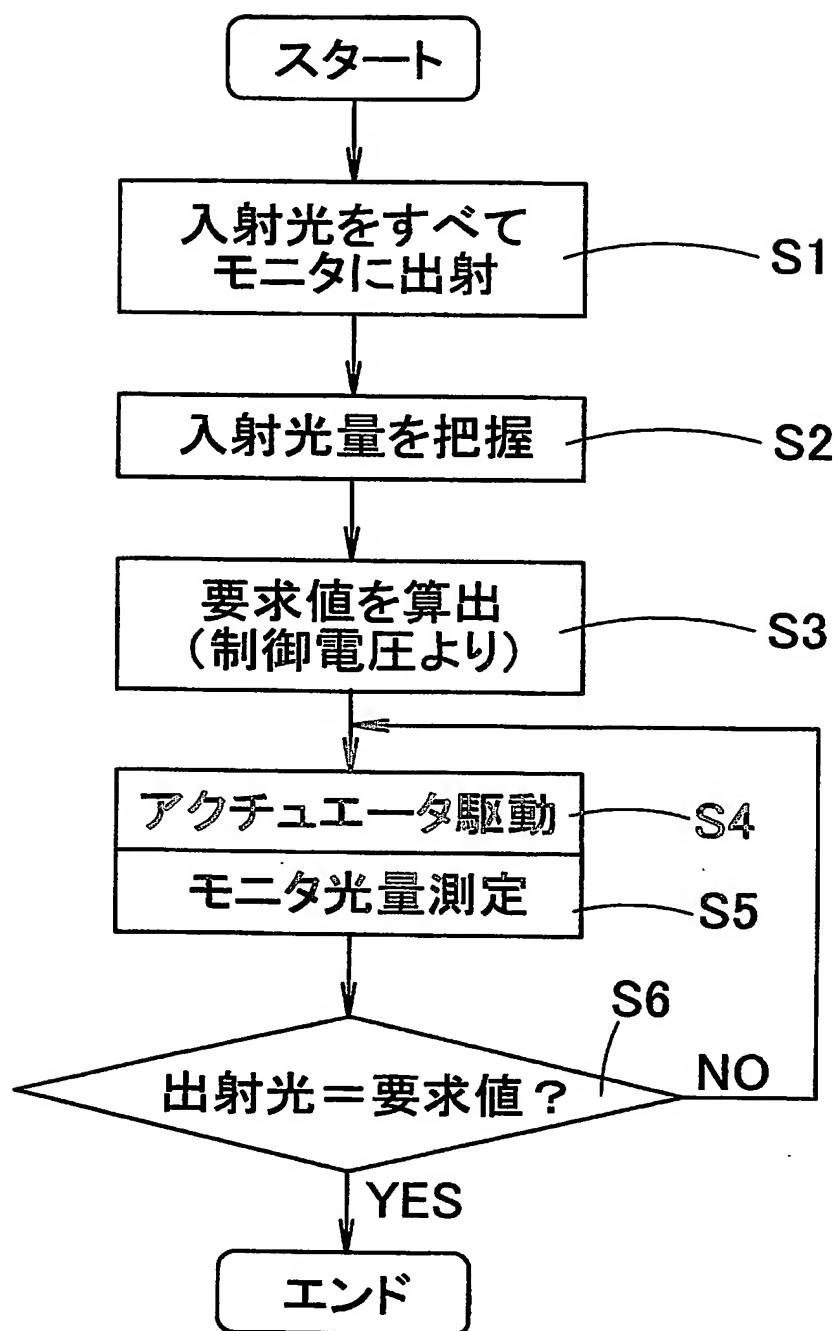 スタート
入射光をすべて
モニタに出射
S1
入射光量を把握
S2
要求値を算出
(制御電圧より)
S3
アクチュエータ駆動
S4
モニタ光量測定
S5
S6
出射光=要求値?
NO
YES
エンド